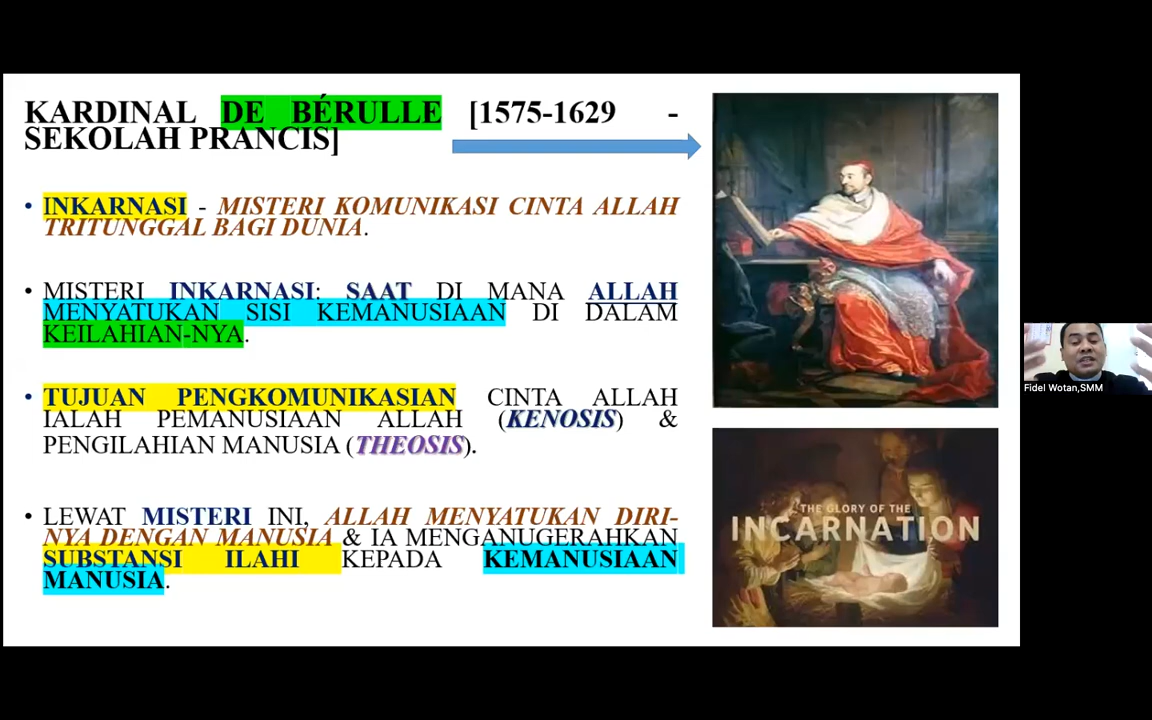 KARDINAL DE BÉRULLE [1575-1629 -
SEKOLAH PRANCIS]
• INKARNASI - MISTERI KOMUNIKASI CINTA ALLAH
TRITUNGGAL BAGI DUNIA.
• MISTERI INKARNASI: SAAT DI MANA ALLAH
MENYATUKAN SISI KEMANUSIAAN DI DALAM
KEILAHIAN-NYA.
• TUJUAN PENGKOMUNIKASIAN CINTA ALLAH
IALAH PEMANUSIAAN ALLAH (KENOSIS) &
PENGILAHIAN MANUSIA (THEOSIS).
• LEWAT MISTERI INI, ALLAH MENYATUKAN DIRI-
NYA DENGAN MANUSIA & IA MENGANUGERAHKAN
SUBSTANSI ILAHI KEPADA KEMANUSIAAN
MANUSIA.
THE GLORY OF THE
INCARNATION
Fidel Wotan,SMM